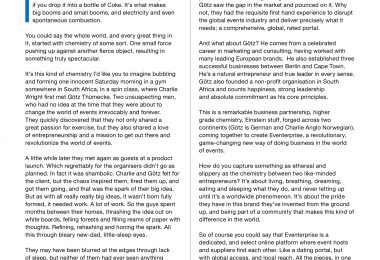 if you drop it into a bottle of Coke. It's what makes
big booms and small booms, and electricity and even
spontaneous combustion.
You could say the whole world, and every great thing in
it, started with chemistry of some sort. One small force
pushing up against another force object, resulting in
something truly spectacular.
It's this kind of chemistry I'd like you to imagine bubbling
and forming one innocent Saturday morning in a gym
somewhere in South Africa, in a spin class, where Charlie
Wright first met Götz Thümecke. Two unsuspecting men,
who had no idea at the time that they were about to
change the world of events irrevocably and forever.
They quickly discovered that they not only shared a
great passion for exercise, but they also shared a love
of entrepreneurship and a mission to get out there and
revolutionize the world of events.
A little while later they met again as guests at a product
launch. Which regrettably for the organisers didn't go as
planned. In fact it was shambolic. Charlie and Götz felt for
the client, but the chaos inspired them, fired them up, and
got them going, and that was the spark of their big idea.
But as with all really really big ideas, it wasn't born fully
formed, it needed work. A lot of work. So the guys spent
months between their homes, thrashing the idea out on
white boards, felling forests and filling reams of paper with
thoughts. Refining, rehashing and honing the spark. All
this through bleary red-eyed, little-sleep eyes.
They may have been blurred at the edges through lack
of sleep, but neither of them had ever seen anything
Götz saw the gap in the market and pounced on it. Why
not, they had the requisite first hand experience to disrupt
the global events industry and deliver precisely what it
needs; a comprehensive, global, rated portal.
And what about Götz? He comes from a celebrated
career in marketing and consulting, having worked with
many leading European brands. He also established three
successful businesses between Berlin and Cape Town.
He's a natural entrepreneur and true leader in every sense.
Götz also founded a non-profit organisation in South
Africa and counts happiness, strong leadership
and absolute commitment as his core principles.
This is a remarkable business partnership, higher
grade chemistry, Einstein stuff, forged across two
continents (Götz is German and Charlie Anglo Norwegian),
coming together to create Eventerprise, a revolutionary,
game-changing new way of doing business in the world
of events.
How do you capture something as ethereal and
slippery as the chemistry between two like-minded
entrepreneurs? It's about living, breathing, dreaming,
eating and sleeping what they do, and never letting up
until it's a worldwide phenomenon. It's about the pride
they have in this brand they've invented from the ground
up, and being part of a community that makes this kind of
difference in the world.
So of course you could say that Eventerprise is a
dedicated, and select online platform where event hosts
and suppliers find each other. Like a dating portal, but
with global access, and local reach. All the pieces, in one